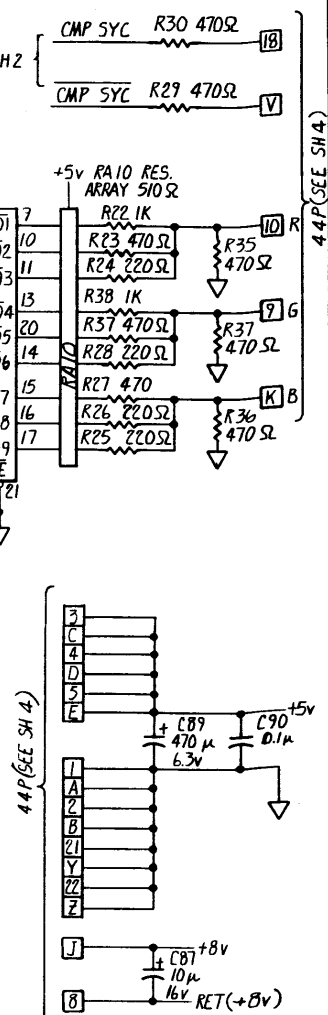 CMP SYC R30 470Ω 18
H2
CMP SYC R29 470Ω V
44P (SEE SH 4)
+5v RA10 RES.
ARRAY 510Ω
RA10
7 R22 1K
10 R23 470Ω 10 R
11 R24 220Ω R35
470Ω
13 R38 1K
20 R37 470Ω 9 G
14 R28 220Ω R37
470Ω
15 R27 470
16 R26 220Ω K B
17 R25 220Ω R36
470Ω
21
44P (SEE SH 4)
3
C
4
D
5
E
+5v
+ C89
470 μ
6.3v
C90
0.1μ
1
A
2
B
21
Y
22
Z
J +8v
+ C87
10 μ
16v
8 RET (+8v)